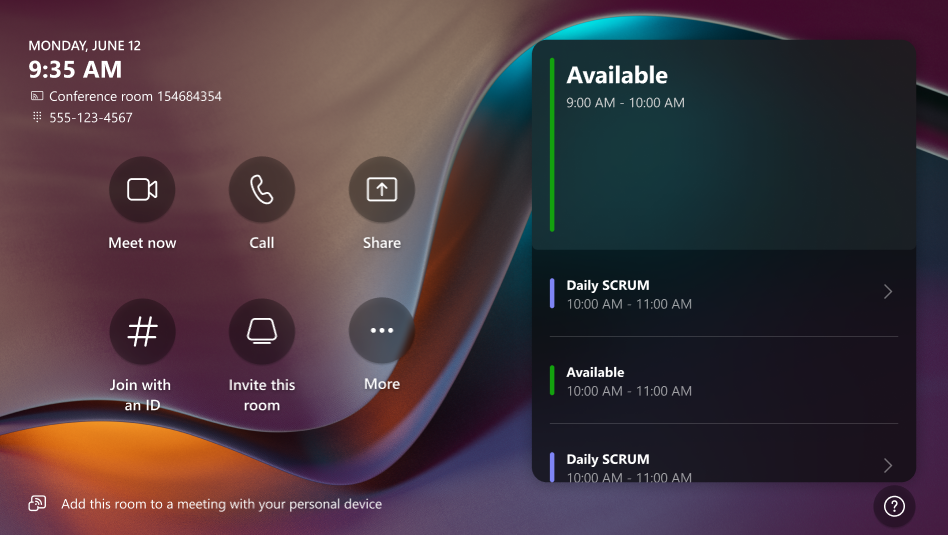 MONDAY, JUNE 12
9:35 AM
Conference room 154684354
555-123-4567
Meet now
Call
Share
Join with
an ID
Invite this
room
More
Add this room to a meeting with your personal device
Available
9:00 AM - 10:00 AM
Daily SCRUM
10:00 AM - 11:00 AM
Available
10:00 AM - 11:00 AM
Daily SCRUM
10:00 AM - 11:00 AM